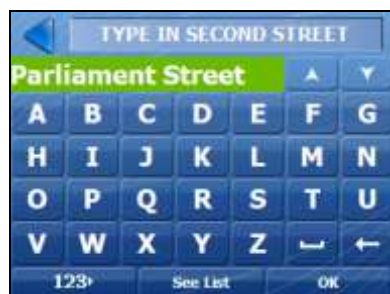 TYPE IN SECOND STREET
Parliament Street
A B C D E F G
H I J K L M N
O P Q R S T U
V W X Y Z
123 See List OK